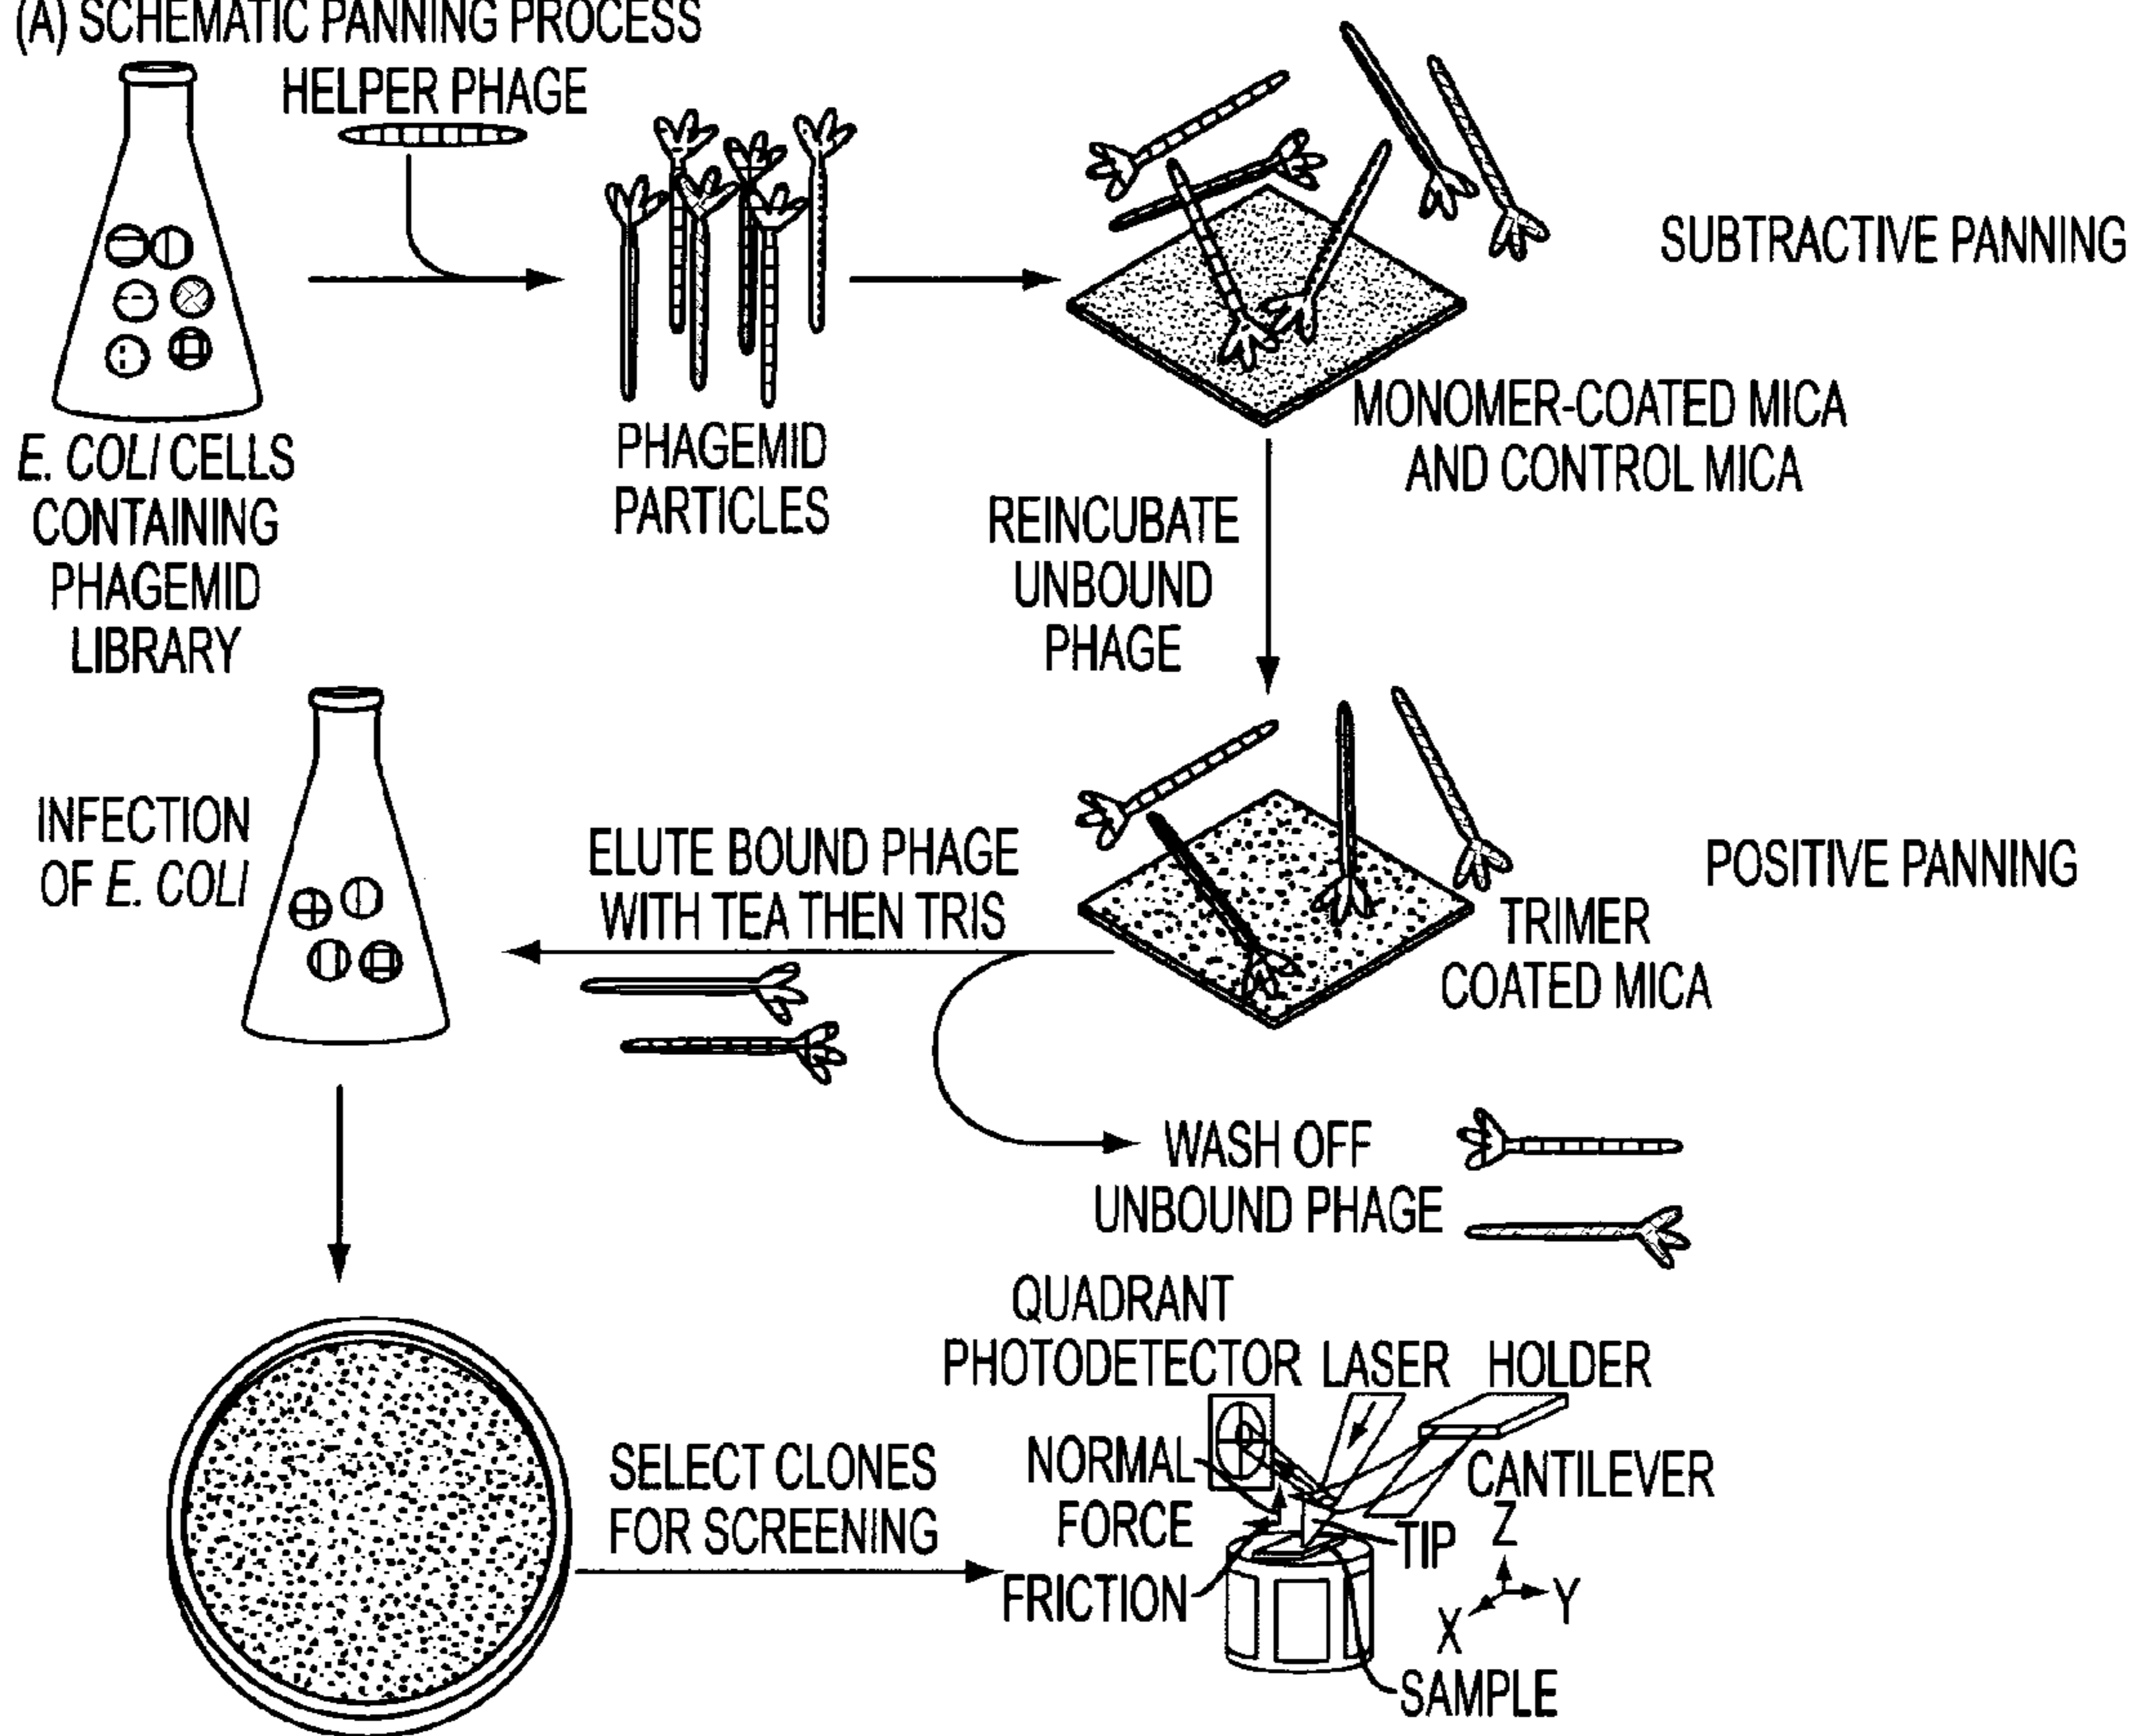 (A) SCHEMATIC PANNING PROCESS
HELPER PHAGE
E. COLI CELLS
CONTAINING
PHAGEMID
LIBRARY
PHAGEMID
PARTICLES
SUBTRACTIVE PANNING
MONOMER-COATED MICA
AND CONTROL MICA
REINCUBATE
UNBOUND
PHAGE
INFECTION
OF E. COLI
ELUTE BOUND PHAGE
WITH TEA THEN TRIS
POSITIVE PANNING
TRIMER
COATED MICA
WASH OFF
UNBOUND PHAGE
SELECT CLONES
FOR SCREENING
QUADRANT
PHOTODETECTOR
LASER
HOLDER
NORMAL
FORCE
CANTILEVER
TIP
FRICTION
Z
Y
X
SAMPLE